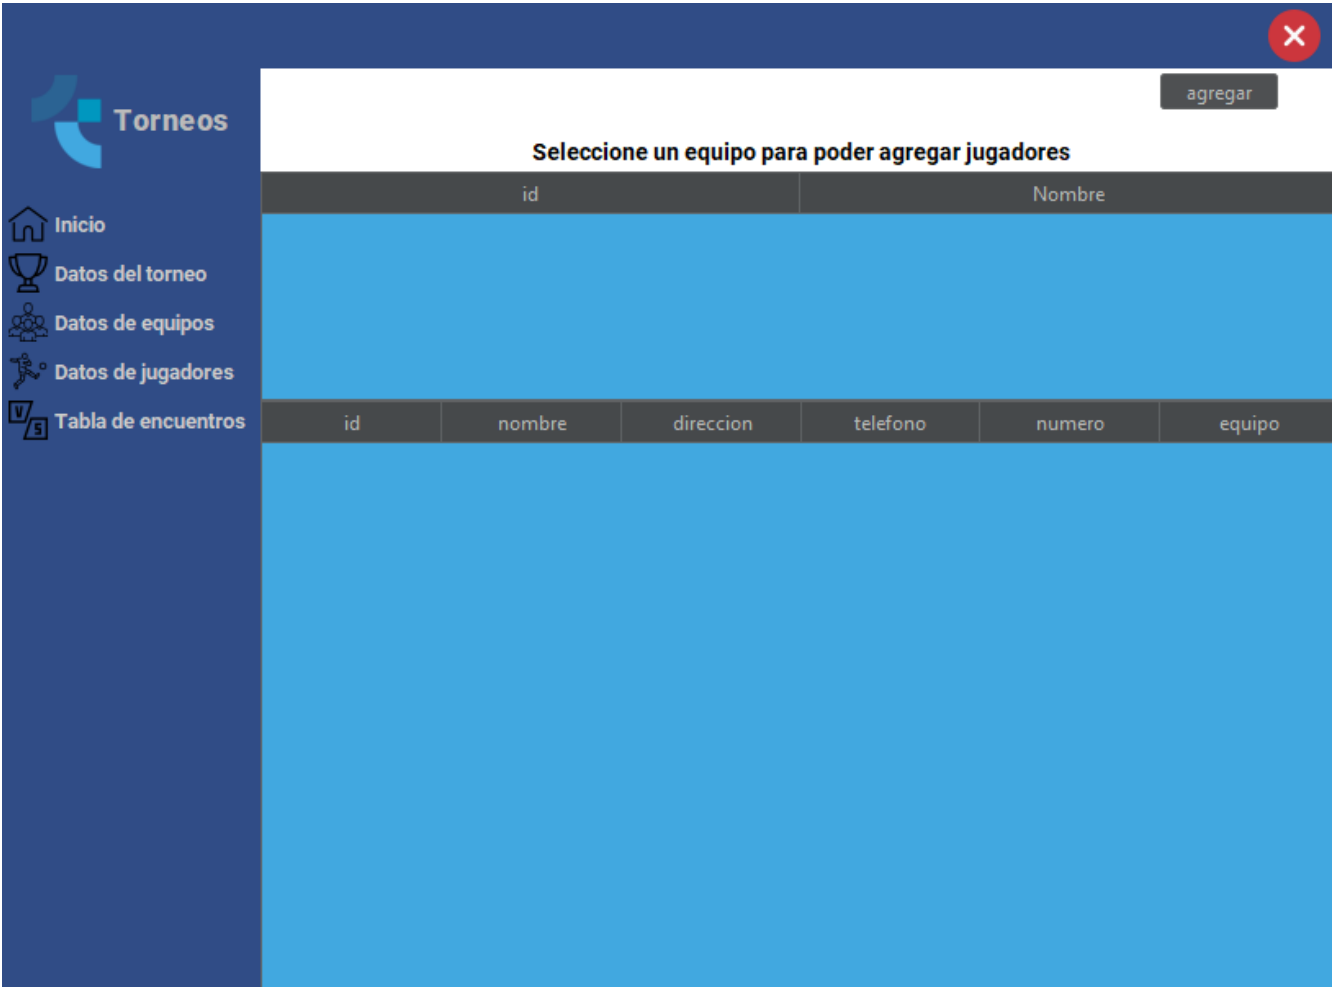 Torneos
Inicio
Datos del torneo
Datos de equipos
Datos de jugadores
V/S
Tabla de encuentros
agregar
Seleccione un equipo para poder agregar jugadores
id Nombre
id nombre direccion telefono numero equipo